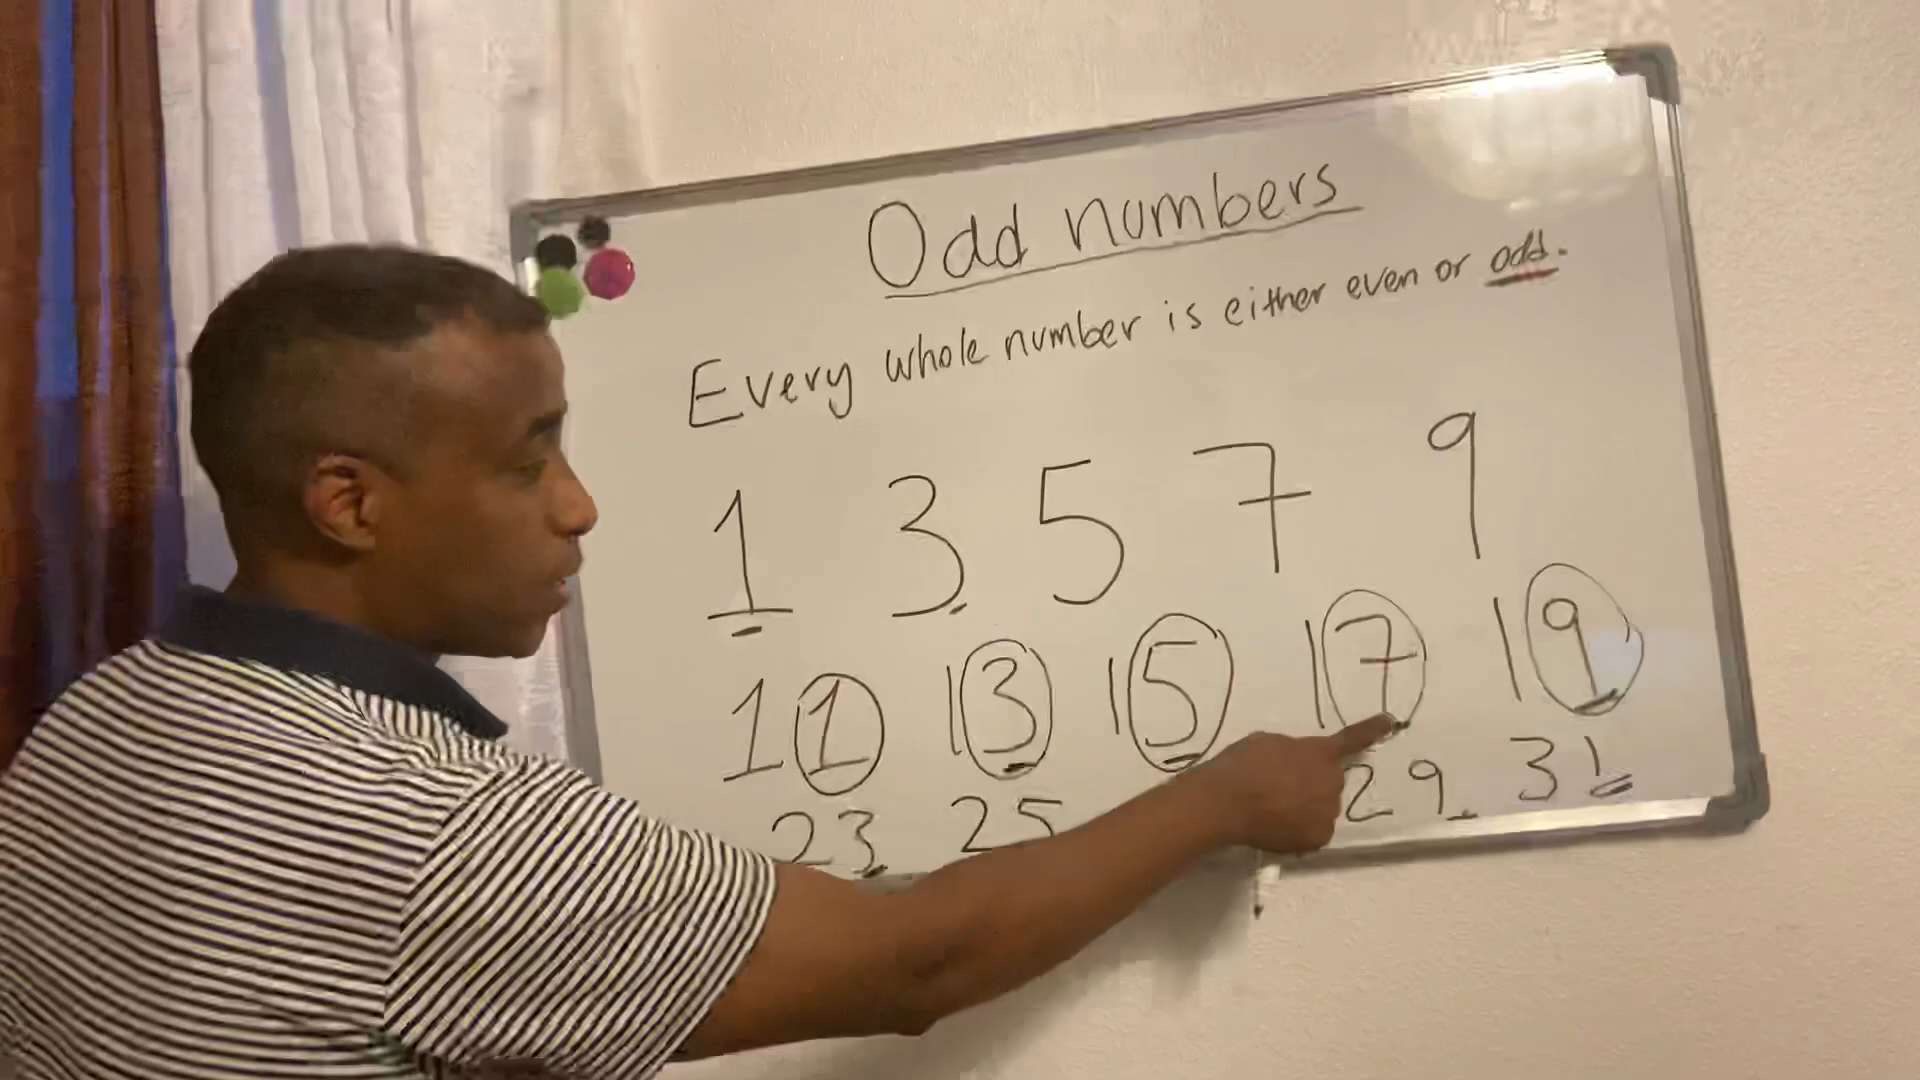 Odd numbers
Every whole number is either even or odd.
1 3 5 7 9
11 13 15 17 19
23 25 29 31